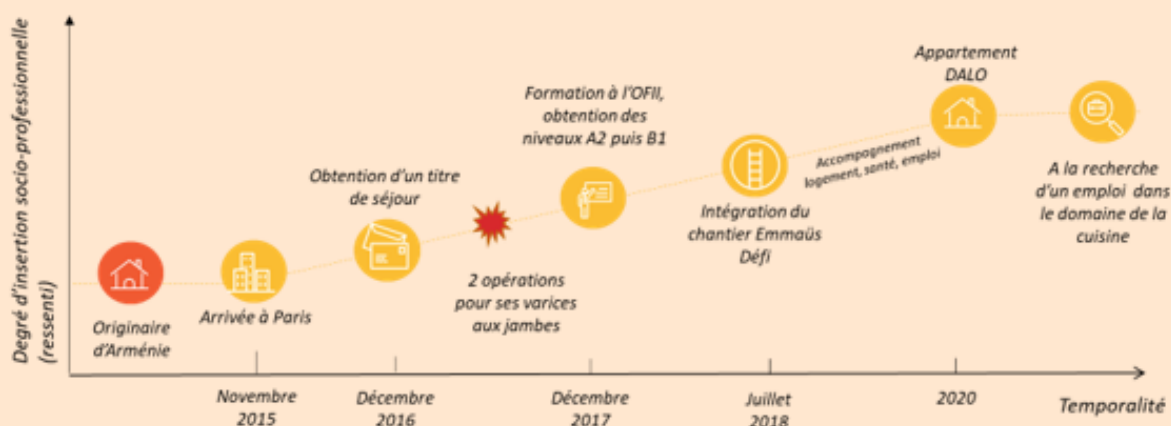 Degré d'insertion socio-professionnelle
(ressenti)
Originaire
d'Arménie
Arrivée à Paris
Obtention d'un titre
de séjour
2 opérations
pour ses varices
aux jambes
Formation à l'OFII,
obtention des
niveaux A2 puis B1
Intégration du
chantier Emmaüs
Défi
Accompagnement
logement, santé, emploi
Appartement
DALO
A la recherche
d'un emploi dans
le domaine de la
cuisine
Novembre
2015
Décembre
2016
Décembre
2017
Juillet
2018
2020
Temporalité